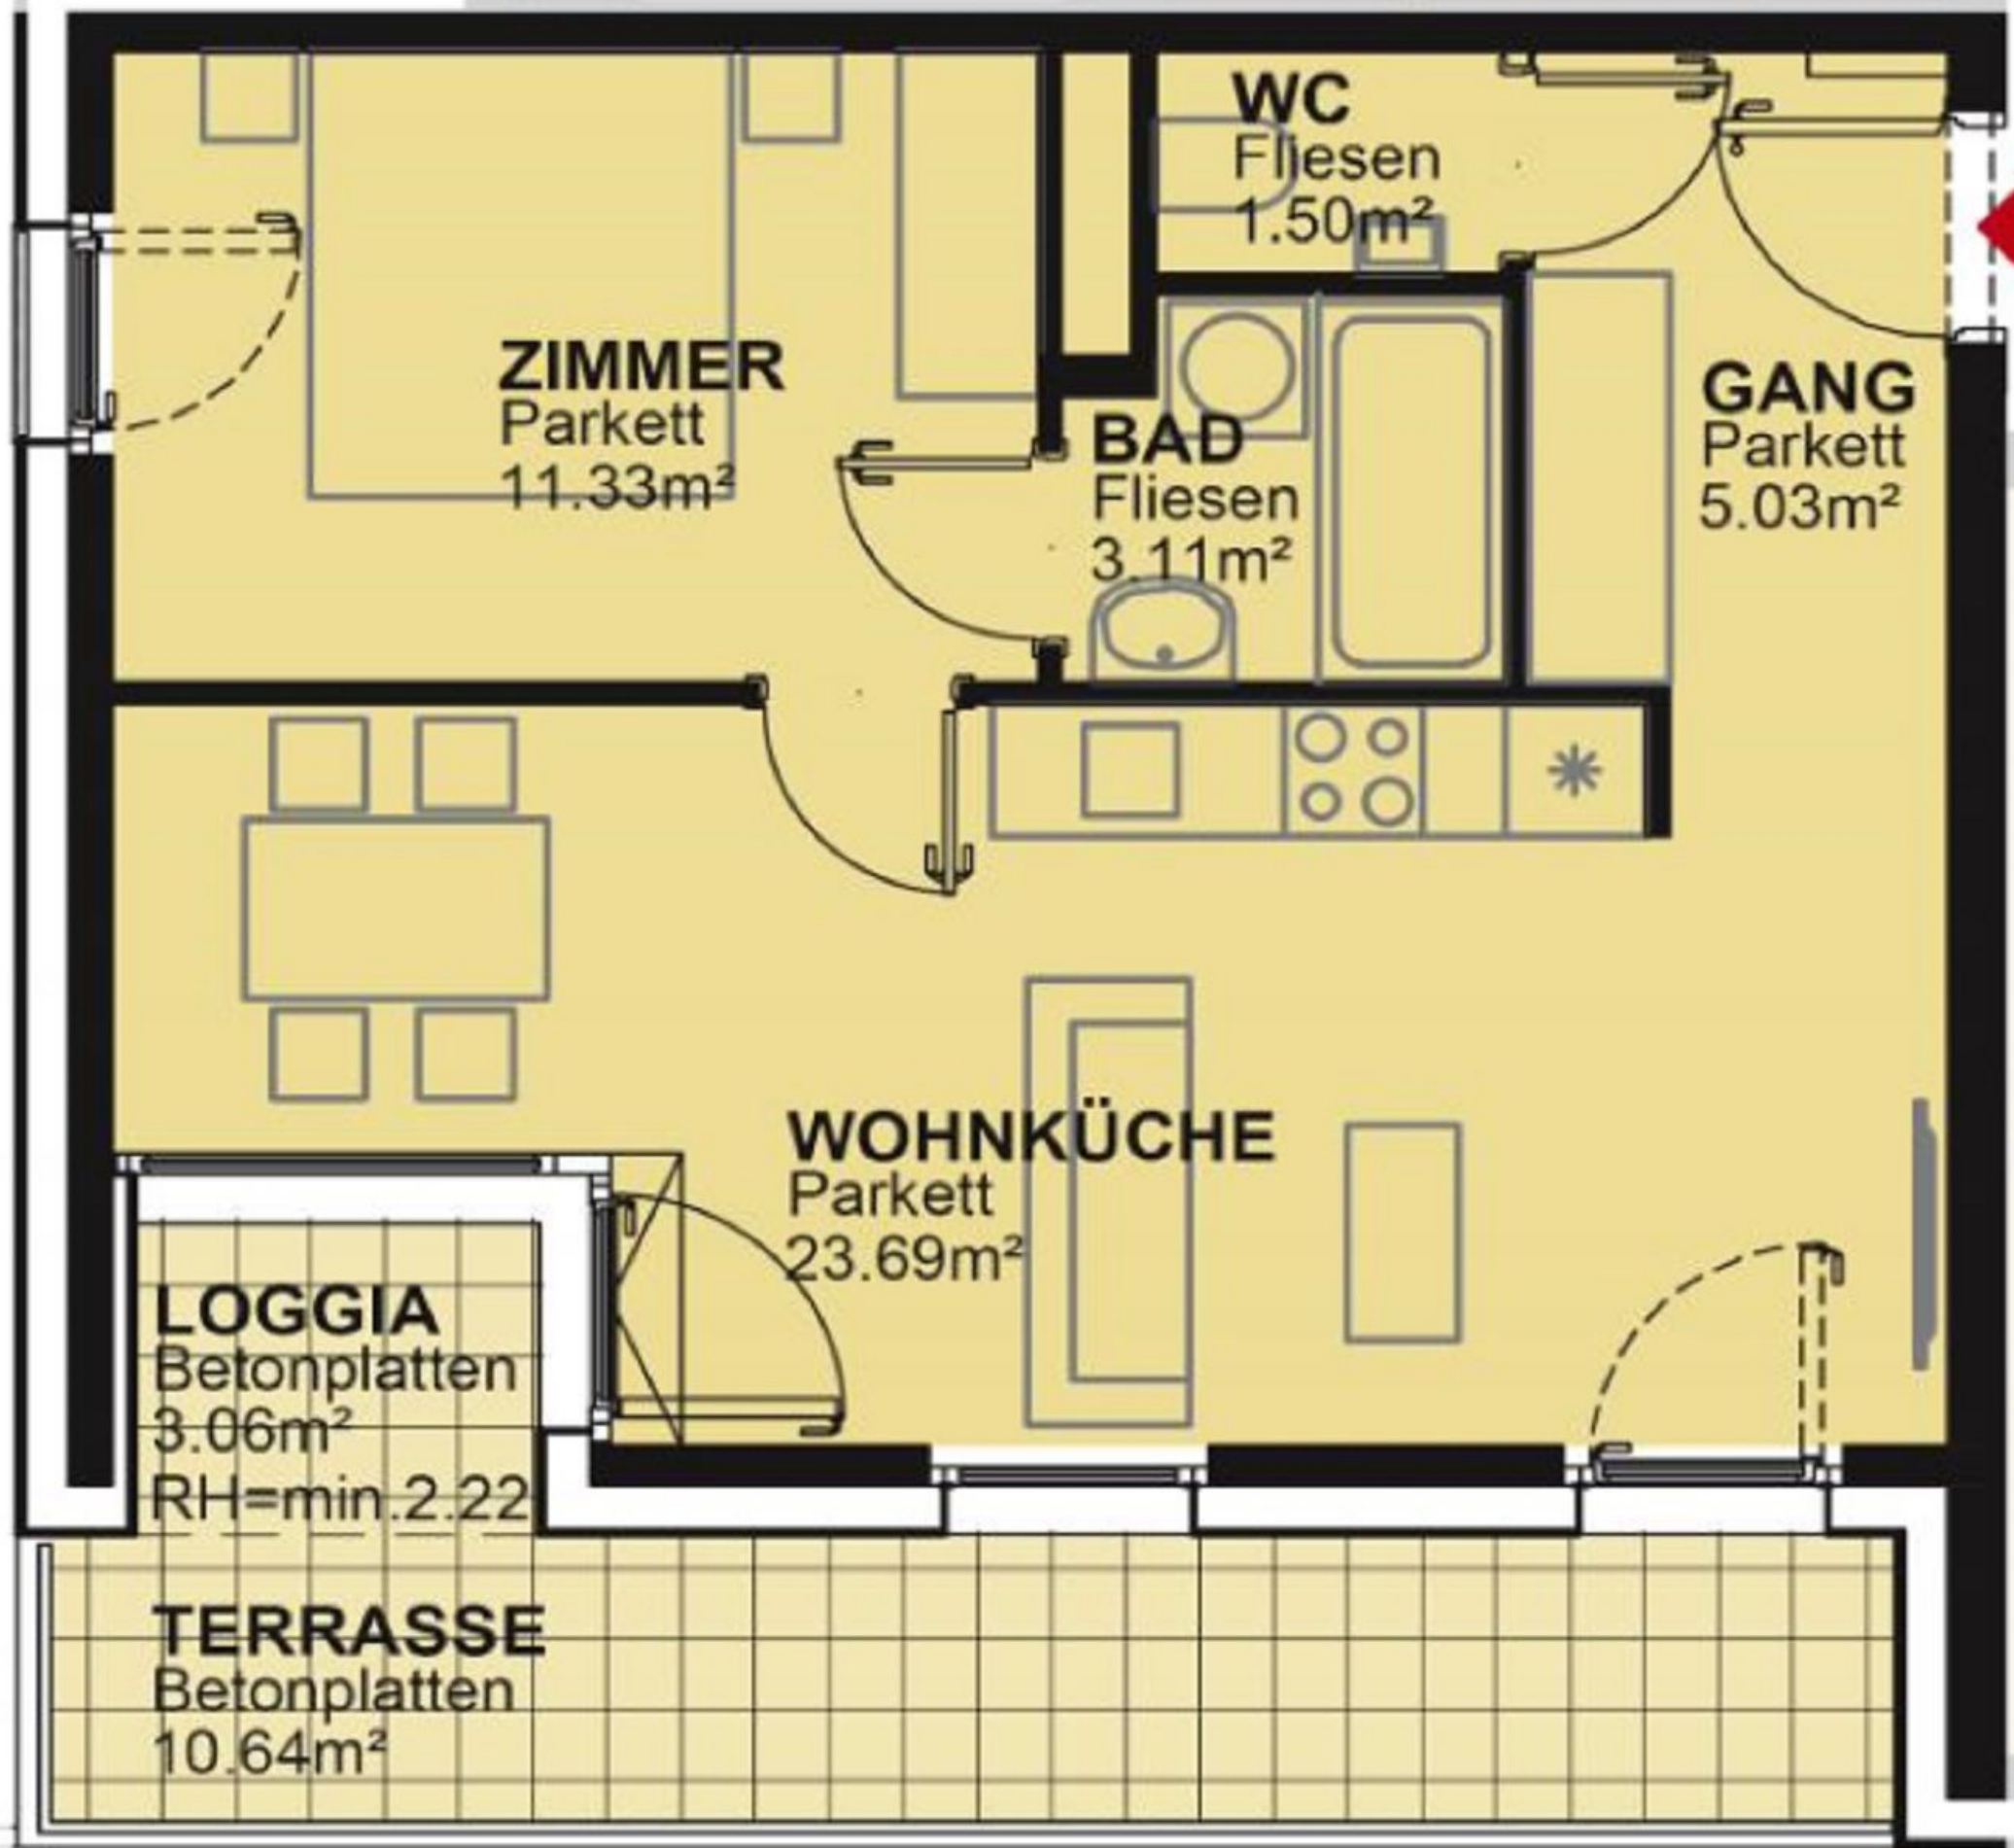 WC
Fliesen
1.50m²
ZIMMER
Parkett
11.33m²
BAD
Fliesen
3.11m²
GANG
Parkett
5.03m²
WOHNKÜCHE
Parkett
23.69m²
LOGGIA
Betonplatten
3.06m²
RH=min.2.22
TERRASSE
Betonplatten
10.64m²